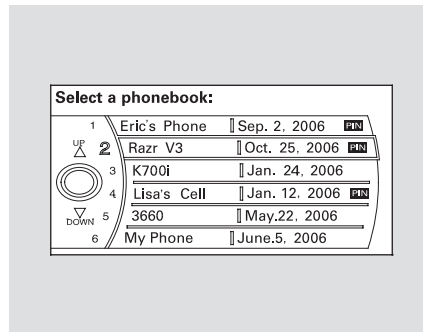 Select a phonebook:
1 Eric's Phone Sep. 2, 2006 PIN
UP 2 Razr V3 Oct. 25, 2006 PIN
3 K700i Jan. 24, 2006
4 Lisa's Cell Jan. 12, 2006 PIN
DOWN 5 3660 May.22, 2006
6 My Phone June.5, 2006